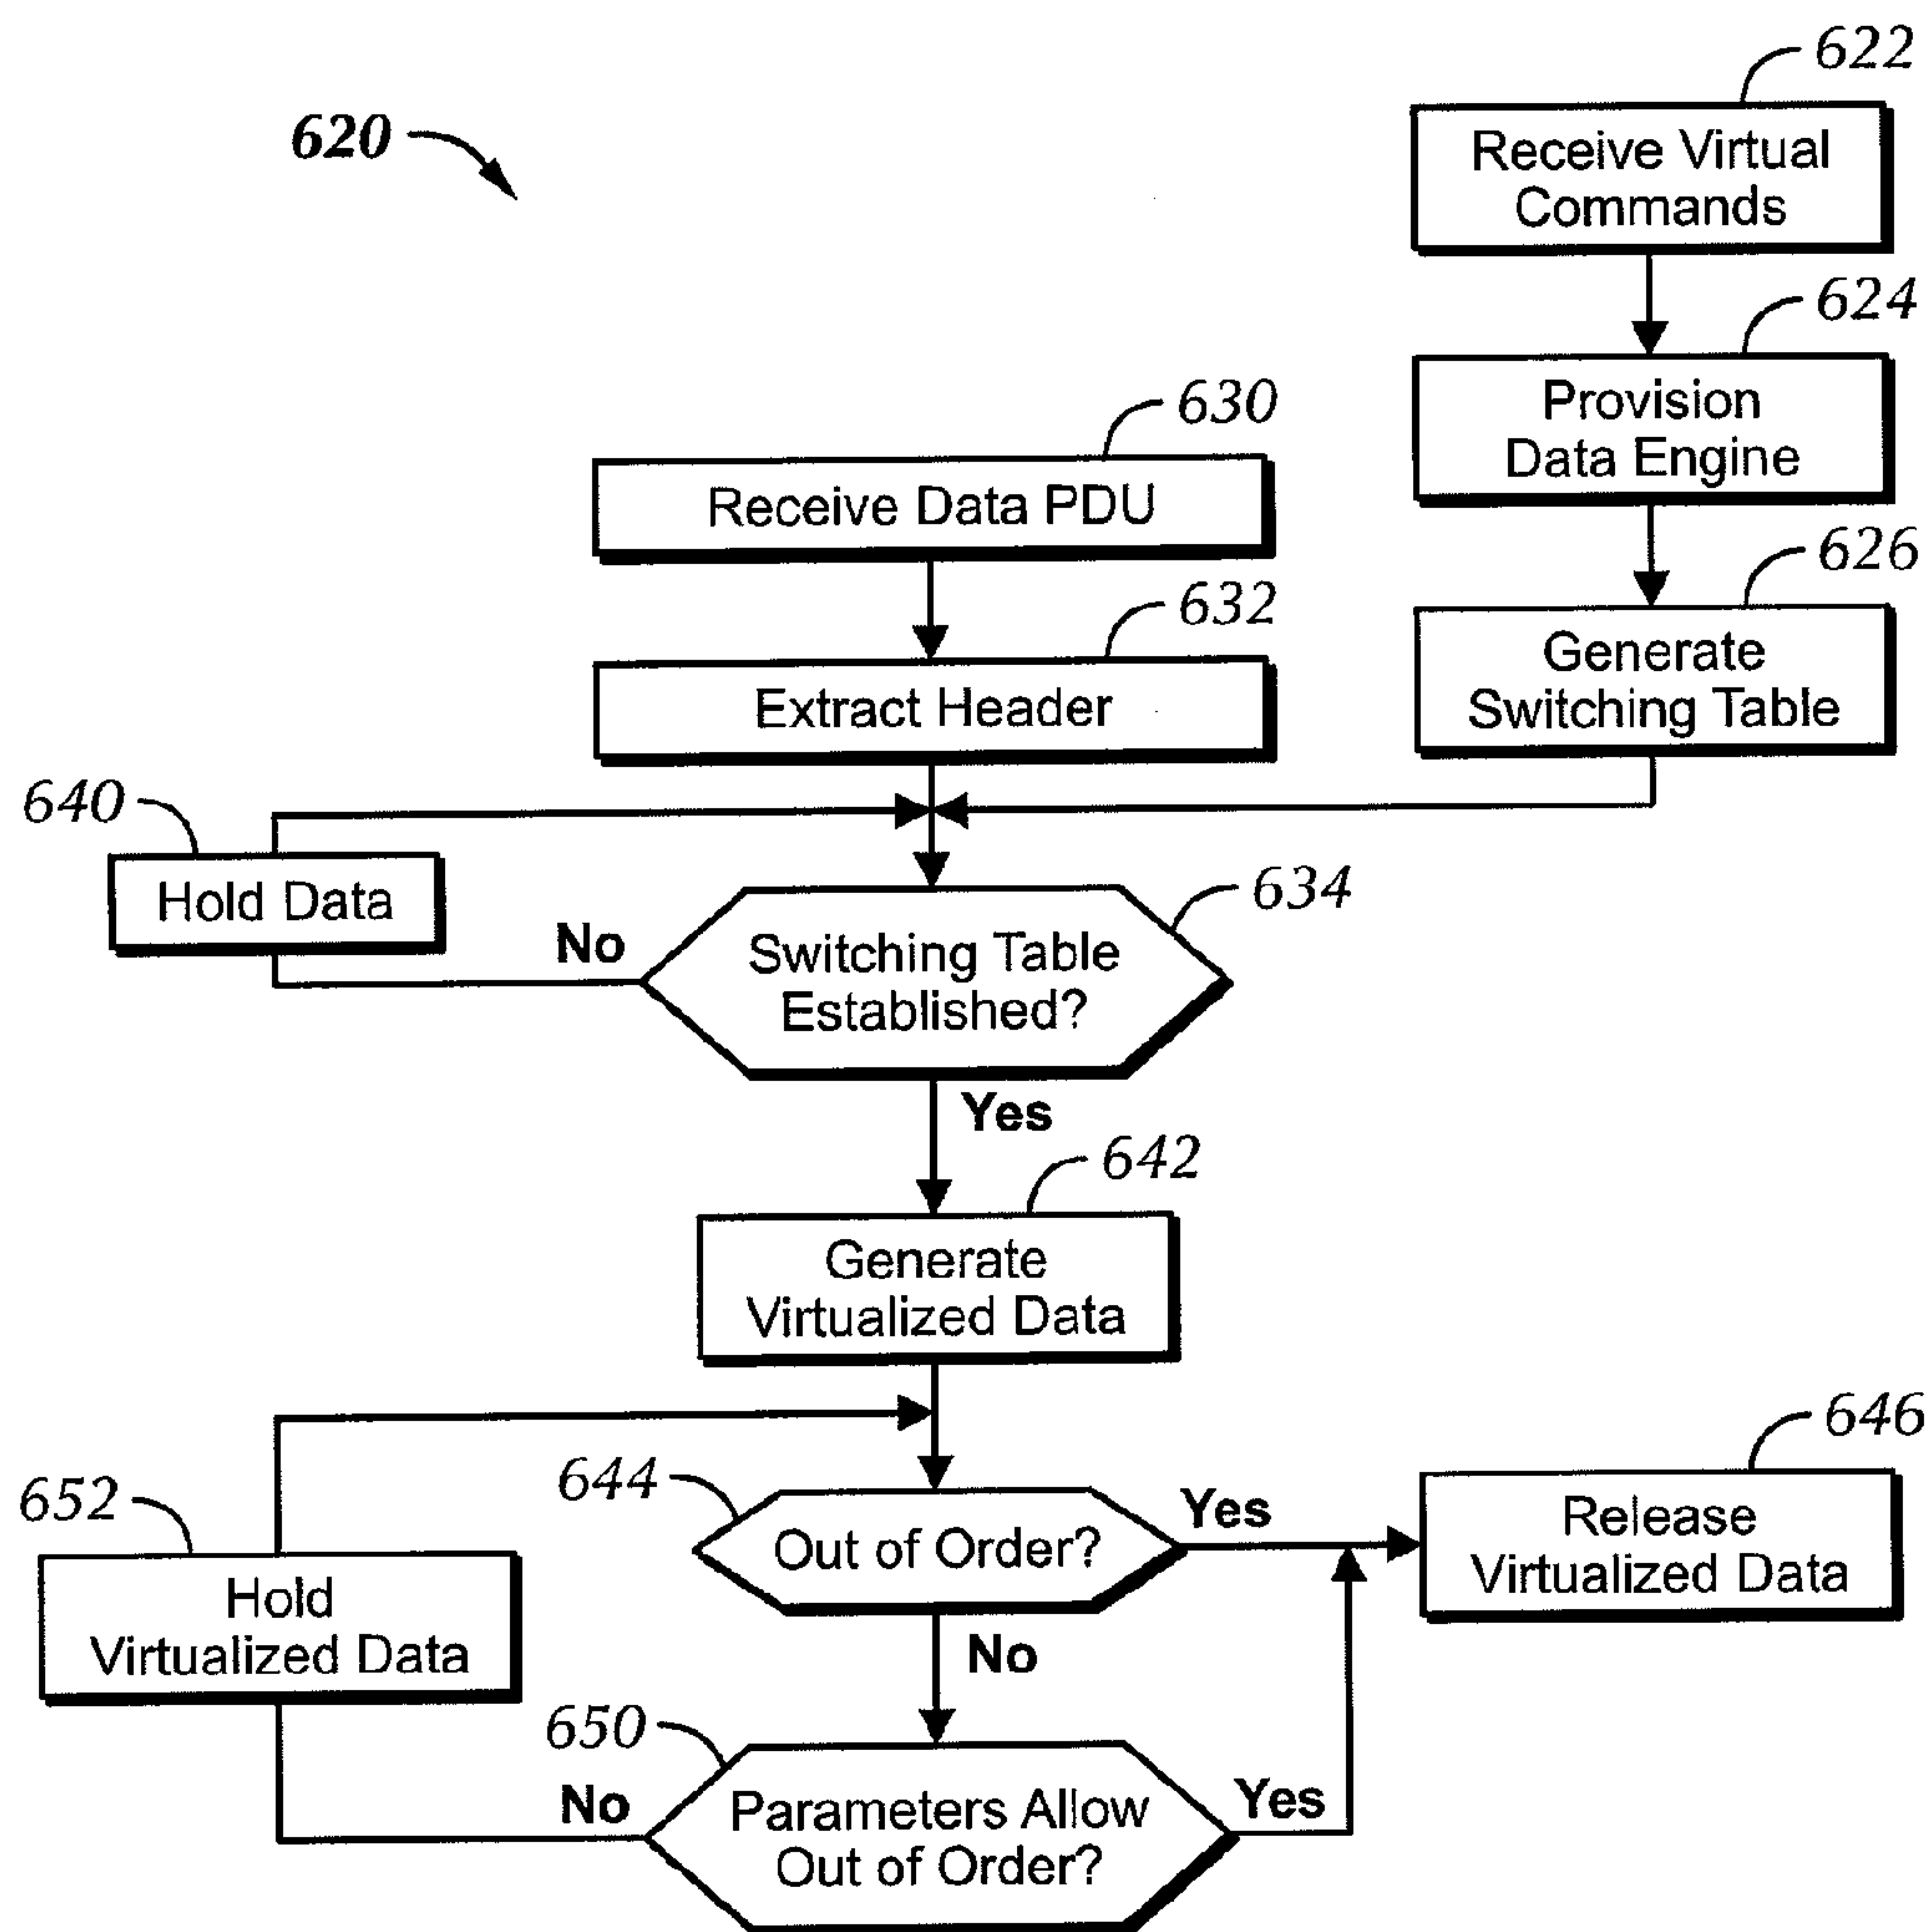 622
620
Receive Virtual
Commands
624
Provision
Data Engine
630
Receive Data PDU
626
632
Generate
Switching Table
Extract Header
640
Hold Data
634
No
Switching Table
Established?
Yes
642
Generate
Virtualized Data
646
644
652
Yes
Out of Order?
Release
Virtualized Data
Hold
Virtualized Data
No
650
No
Parameters Allow
Out of Order?
Yes